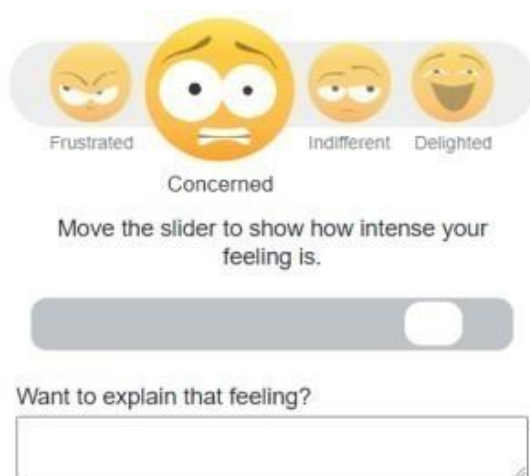 Frustrated
Indifferent
Delighted
Concerned
Move the slider to show how intense your
feeling is.
Want to explain that feeling?